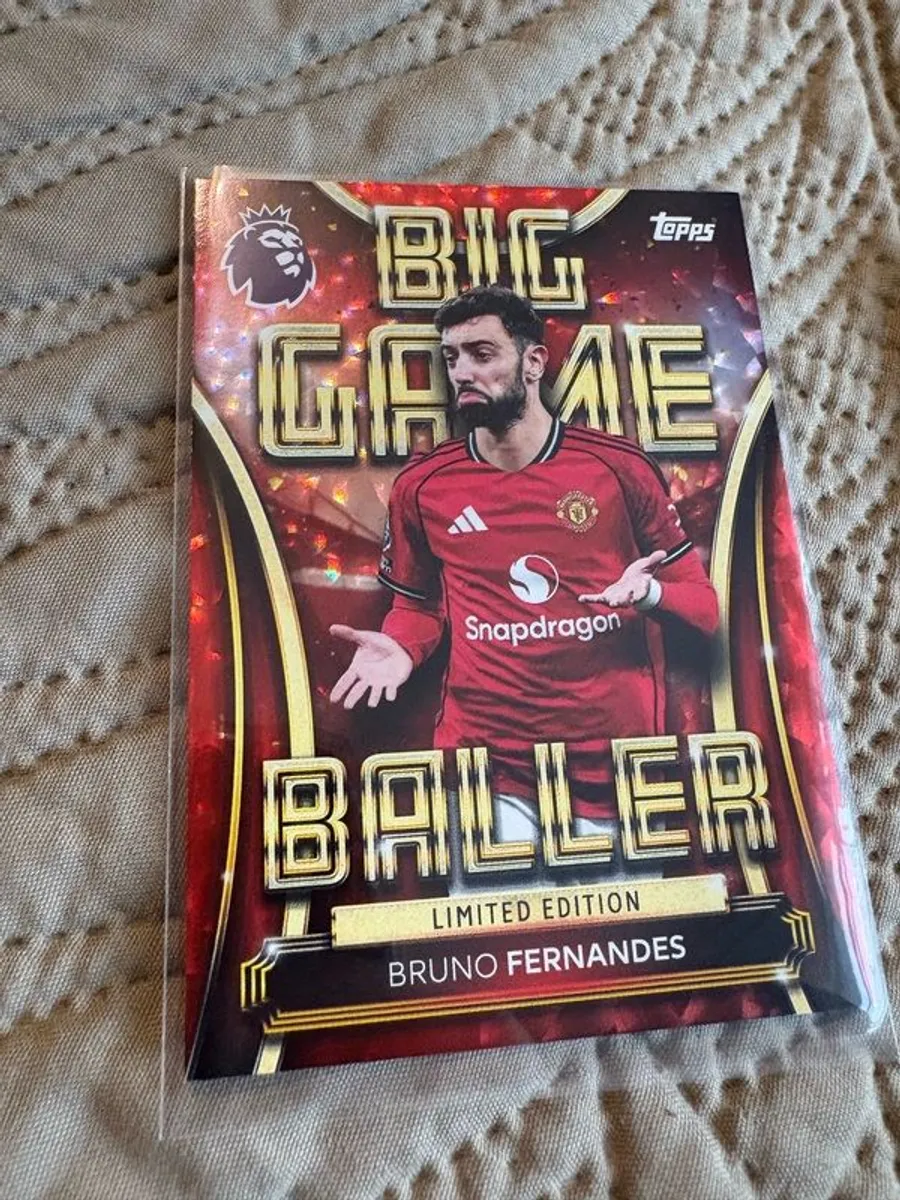 topps
BIG
GAME
Snapdragon
BALLER
LIMITED EDITION
BRUNO FERNANDES